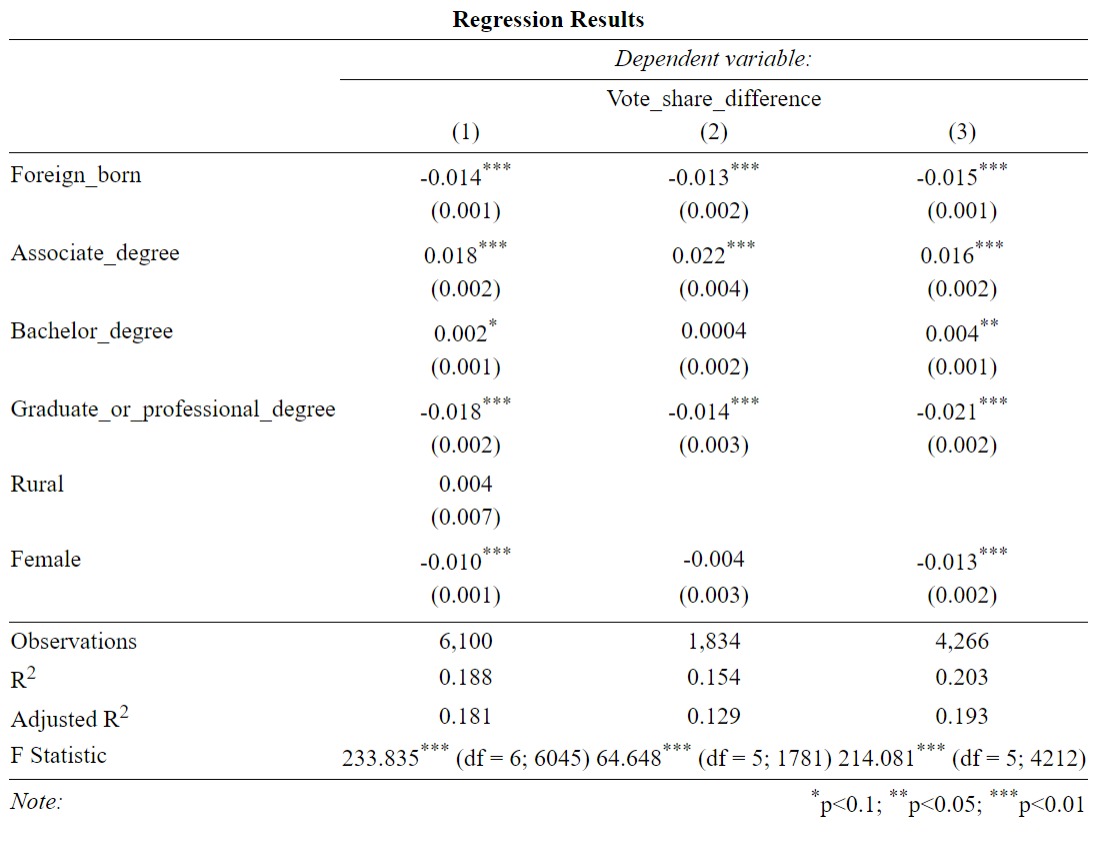 Regression Results
Dependent variable:
Vote_share_difference
(1) (2) (3)
Foreign_born -0.014*** -0.013*** -0.015***
(0.001) (0.002) (0.001)
Associate_degree 0.018*** 0.022*** 0.016***
(0.002) (0.004) (0.002)
Bachelor_degree 0.002* 0.0004 0.004**
(0.001) (0.002) (0.001)
Graduate_or_professional_degree -0.018*** -0.014*** -0.021***
(0.002) (0.003) (0.002)
Rural 0.004
(0.007)
Female -0.010*** -0.004 -0.013***
(0.001) (0.003) (0.002)
Observations 6,100 1,834 4,266
R2 0.188 0.154 0.203
Adjusted R2 0.181 0.129 0.193
F Statistic 233.835*** (df = 6; 6045) 64.648*** (df = 5; 1781) 214.081*** (df = 5; 4212)
Note: *p<0.1; **p<0.05; ***p<0.01